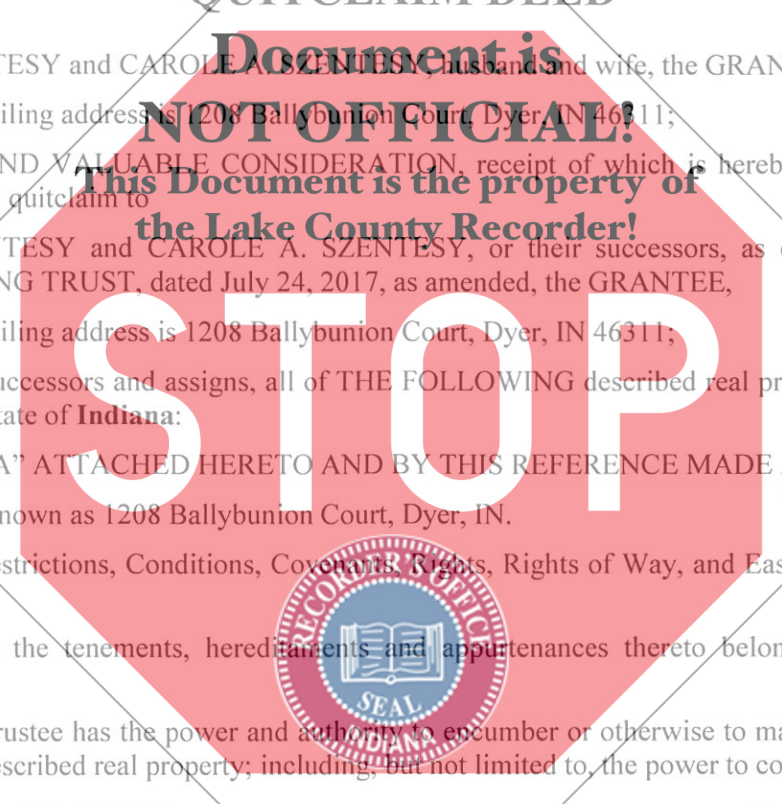 QUITCLAIM DEED
Document is
TESY and CAROLE A. SZENTESY, husband and wife, the GRAN
NOT OFFICIAL!
iling address is 1208 Ballybunion Court, Dyer, IN 46311;
ND VALUABLE CONSIDERATION, receipt of which is hereb
This Document is the property of
quitclaim to
the Lake County Recorder!
TESY and CAROLE A. SZENTESY, or their successors, as
NG TRUST, dated July 24, 2017, as amended, the GRANTEE,
iling address is 1208 Ballybunion Court, Dyer, IN 46311;
uccessors and assigns, all of THE FOLLOWING described real pr
tate of Indiana:
STOP
A” ATTACHED HERETO AND BY THIS REFERENCE MADE
nown as 1208 Ballybunion Court, Dyer, IN.
estrictions, Conditions, Covenants, Rights, Rights of Way, and Eas
RECORDER'S OFFICE
the tenements, hereditaments and appurtenances thereto belon
SEAL
INDIANA
rustee has the power and authority to encumber or otherwise to ma
escribed real property; including, but not limited to, the power to co